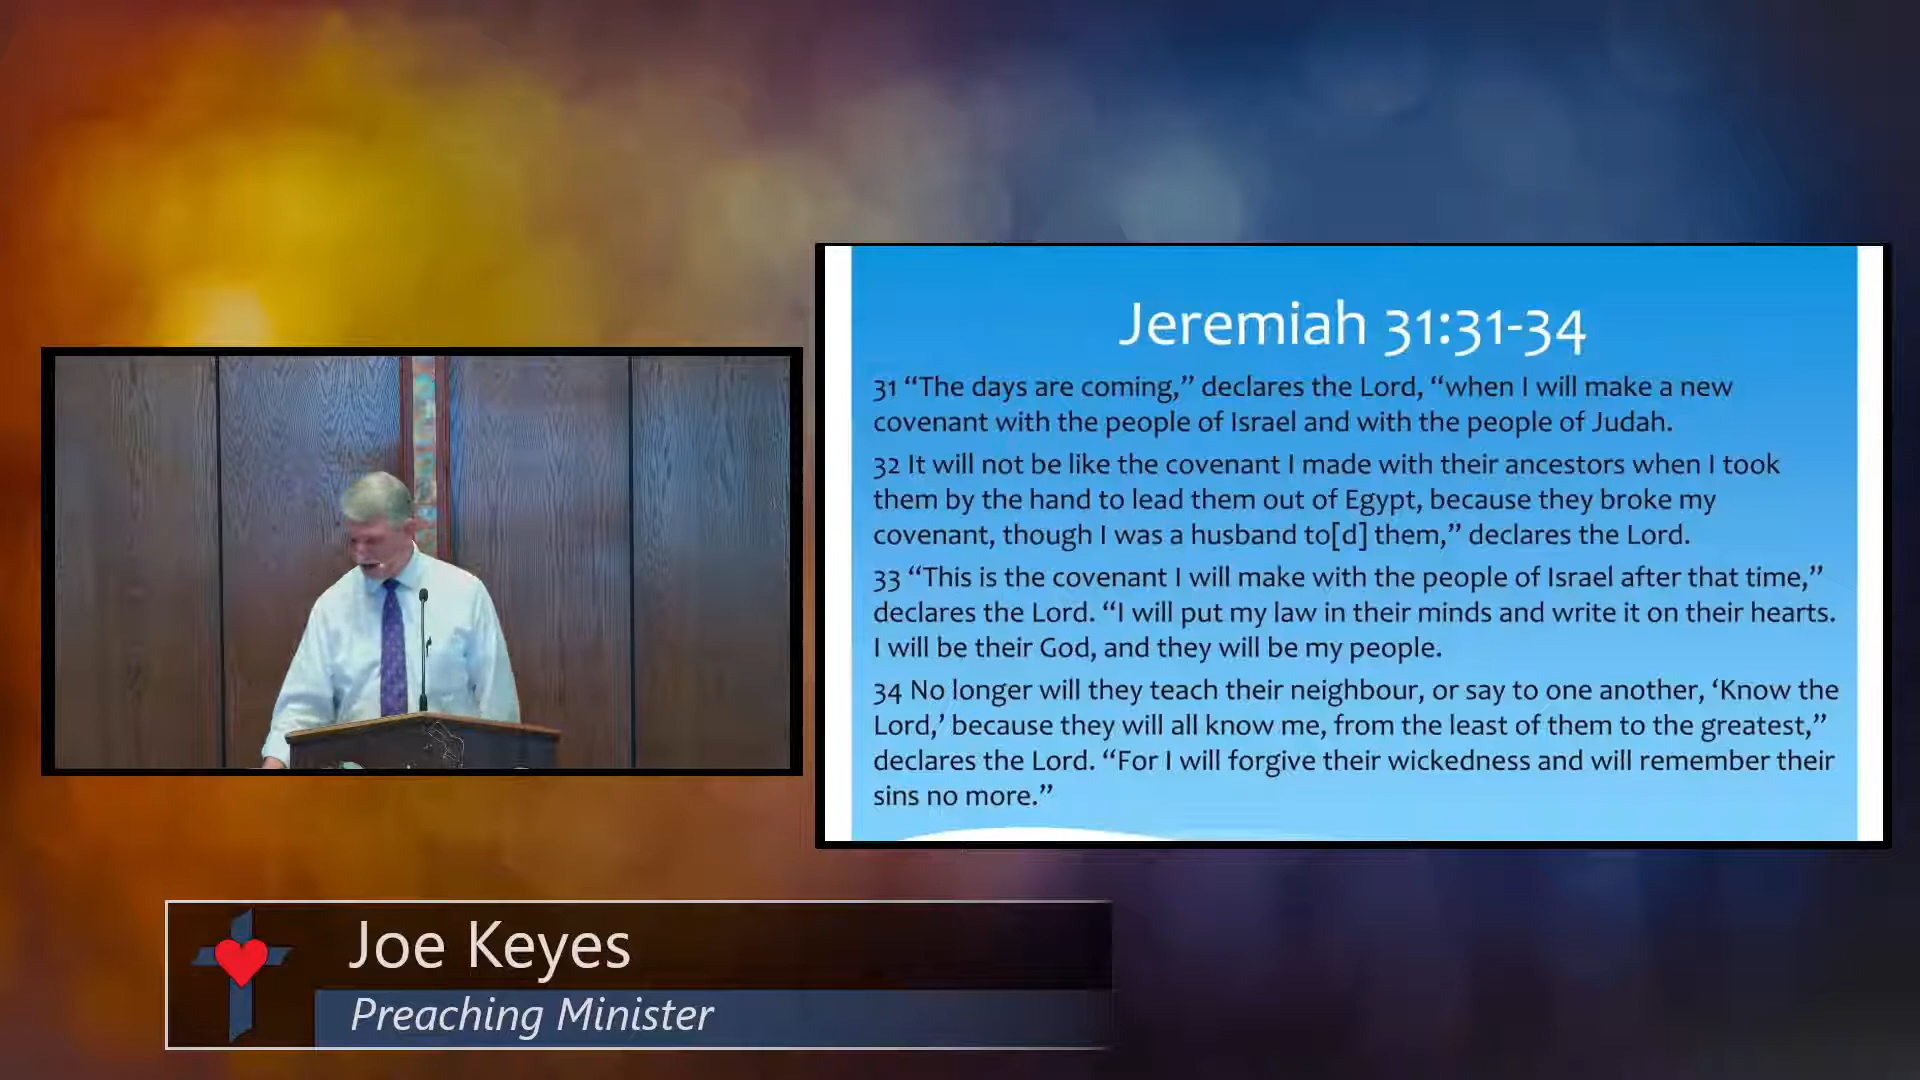 Jeremiah 31:31-34
31 “The days are coming,” declares the Lord, “when I will make a new
covenant with the people of Israel and with the people of Judah.
32 It will not be like the covenant I made with their ancestors when I took
them by the hand to lead them out of Egypt, because they broke my
covenant, though I was a husband to[d] them,” declares the Lord.
33 “This is the covenant I will make with the people of Israel after that time,”
declares the Lord. “I will put my law in their minds and write it on their hearts.
I will be their God, and they will be my people.
34 No longer will they teach their neighbour, or say to one another, ‘Know the
Lord,’ because they will all know me, from the least of them to the greatest,”
declares the Lord. “For I will forgive their wickedness and will remember their
sins no more.”
Joe Keyes
Preaching Minister